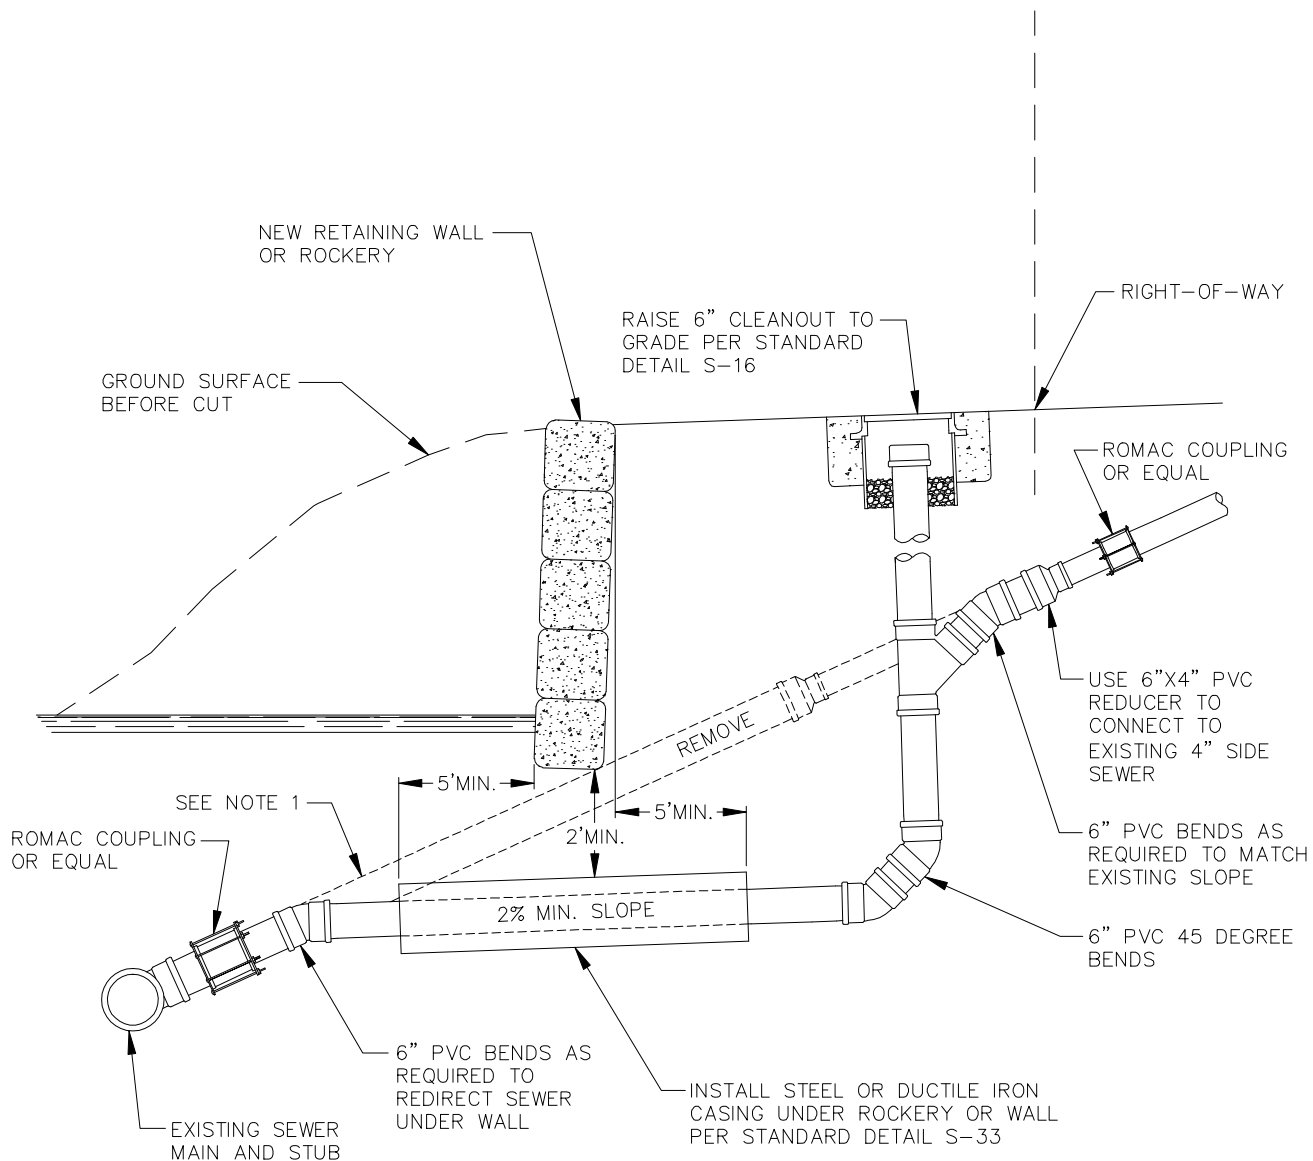 NEW RETAINING WALL
OR ROCKERY
RIGHT-OF-WAY
RAISE 6" CLEANOUT TO
GRADE PER STANDARD
DETAIL S-16
GROUND SURFACE
BEFORE CUT
ROMAC COUPLING
OR EQUAL
USE 6"X4" PVC
REDUCER TO
CONNECT TO
EXISTING 4" SIDE
SEWER
REMOVE
5'MIN.
SEE NOTE 1
5'MIN.
2'MIN.
ROMAC COUPLING
OR EQUAL
6" PVC BENDS AS
REQUIRED TO MATCH
EXISTING SLOPE
2% MIN. SLOPE
6" PVC 45 DEGREE
BENDS
6" PVC BENDS AS
REQUIRED TO
REDIRECT SEWER
UNDER WALL
INSTALL STEEL OR DUCTILE IRON
CASING UNDER ROCKERY OR WALL
PER STANDARD DETAIL S-33
EXISTING SEWER
MAIN AND STUB